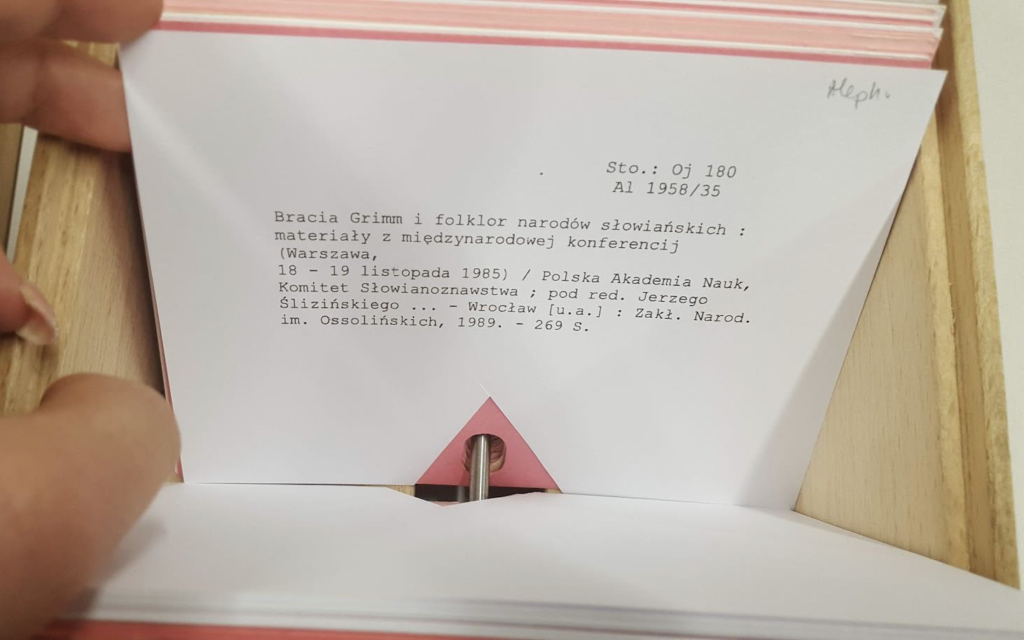 Aleph.
Sto.: Oj 180
Al 1958/35
Bracia Grimm i folklor narodów słowiańskich :
materiały z międzynarodowej konferencij
(Warszawa,
18 - 19 listopada 1985) / Polska Akademia Nauk,
Komitet Słowianoznawstwa ; pod red. Jerzego
Ślizińskiego ... - Wrocław [u.a.] : Zakł. Narod.
im. Ossolińskich, 1989. - 269 S.